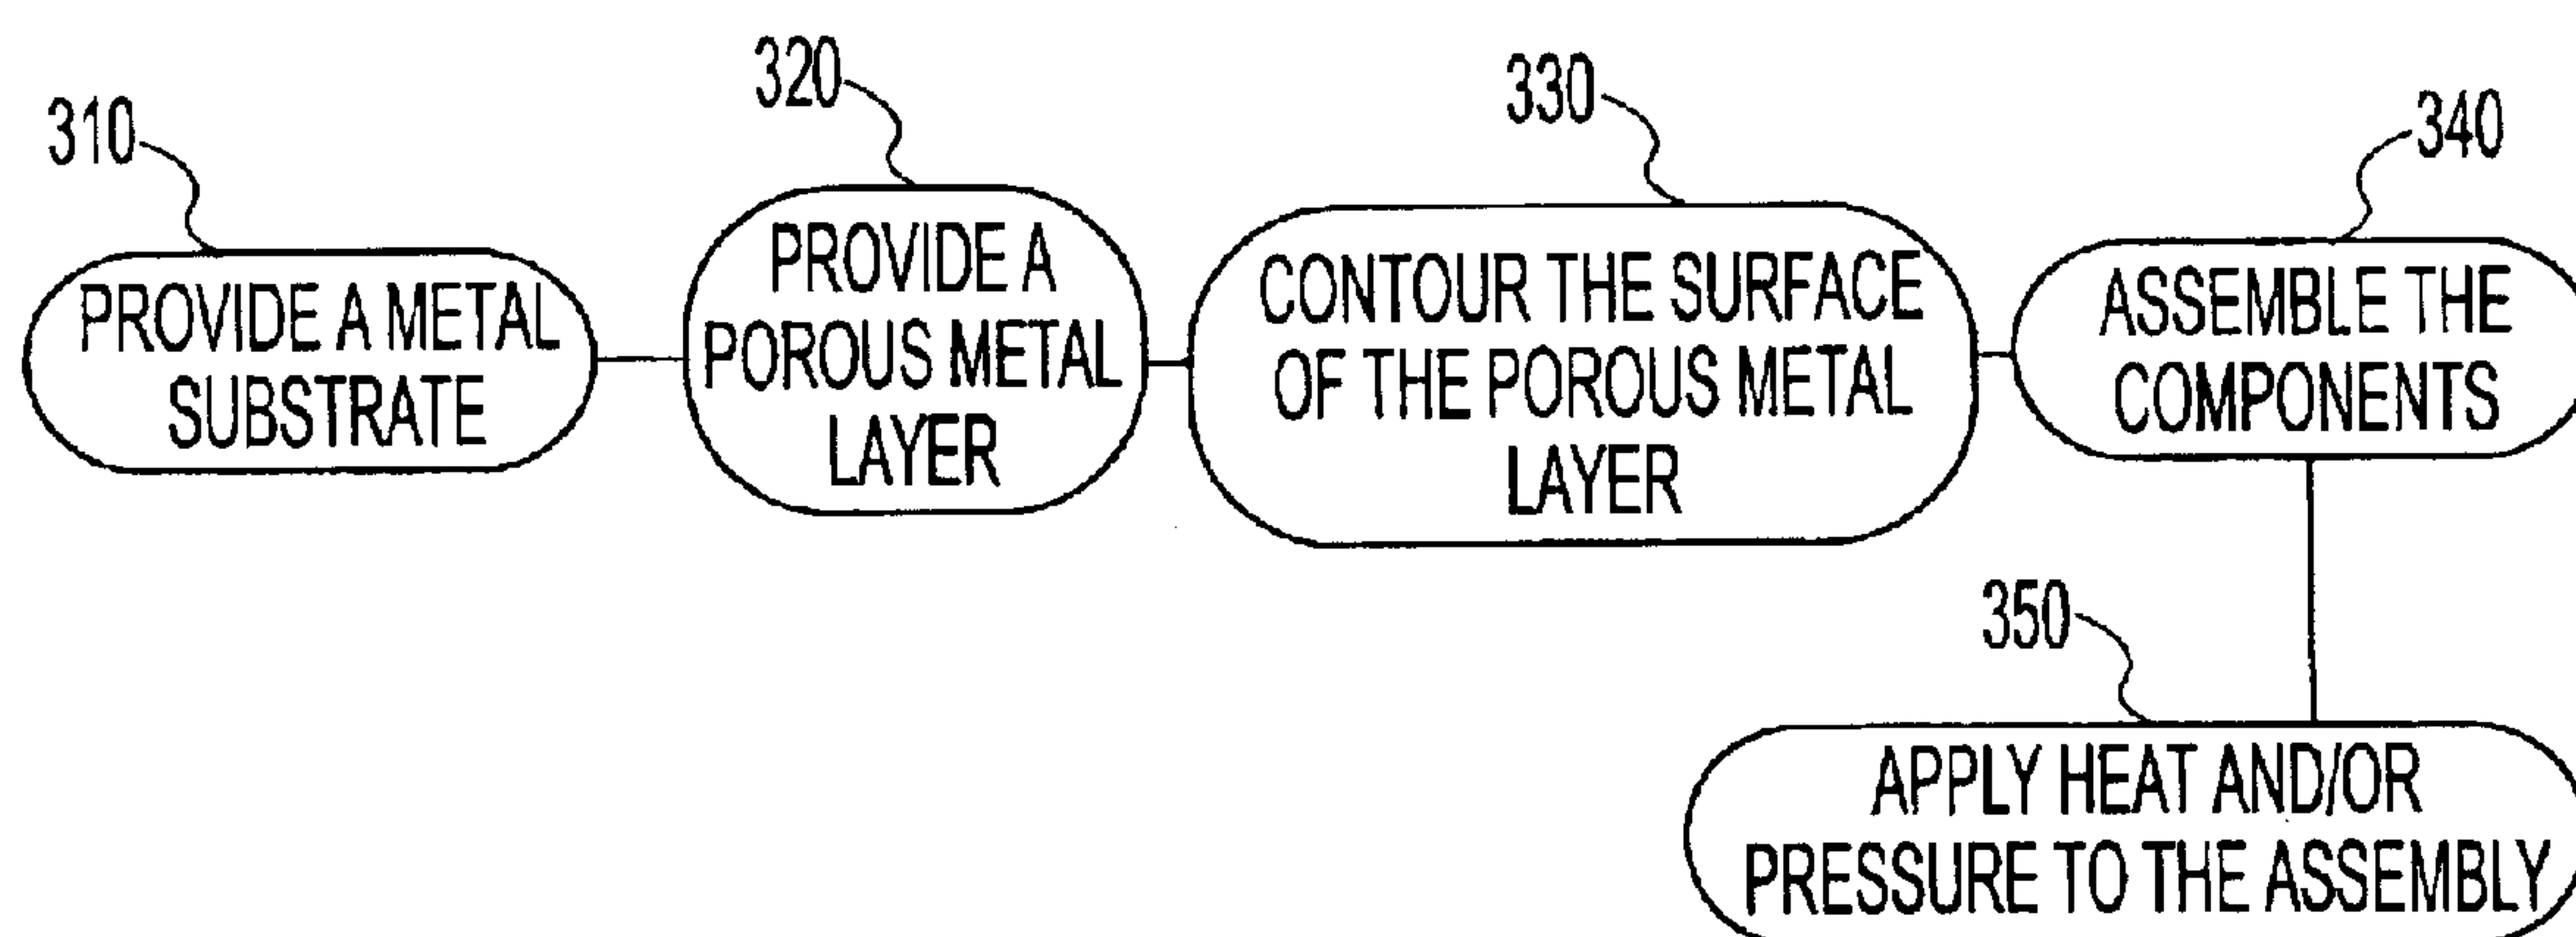 310
PROVIDE A METAL
SUBSTRATE
320
PROVIDE A
POROUS METAL
LAYER
330
CONTOUR THE SURFACE
OF THE POROUS METAL
LAYER
340
ASSEMBLE THE
COMPONENTS
350
APPLY HEAT AND/OR
PRESSURE TO THE ASSEMBLY